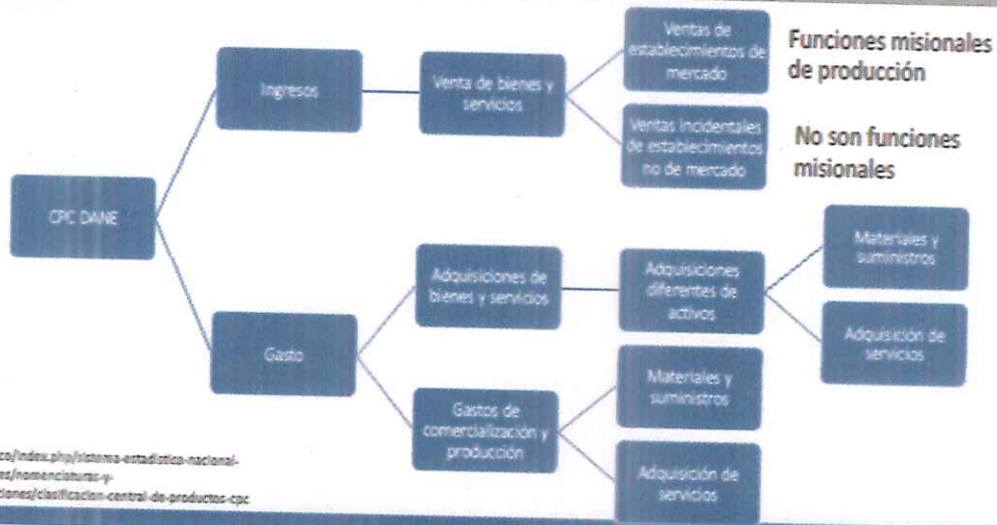 Ventas de
establecimientos de
mercado
Funciones misionales
de producción
Ingresos
Venta de bienes y
servicios
Ventas incidentales
de establecimientos
no de mercado
No son funciones
misionales
CPC DANE
Materiales y
suministros
Adquisiciones de
bienes y servicios
Adquisiciones
diferentes de
activos
Gasto
Adquisición de
servicios
Materiales y
suministros
Gastos de
comercialización y
producción
Adquisición de
servicios
co/index.php/sistema-estadistico-nacional-
es/nomenclaturas-y-
ciones/clasificacion-central-de-productos-cpc